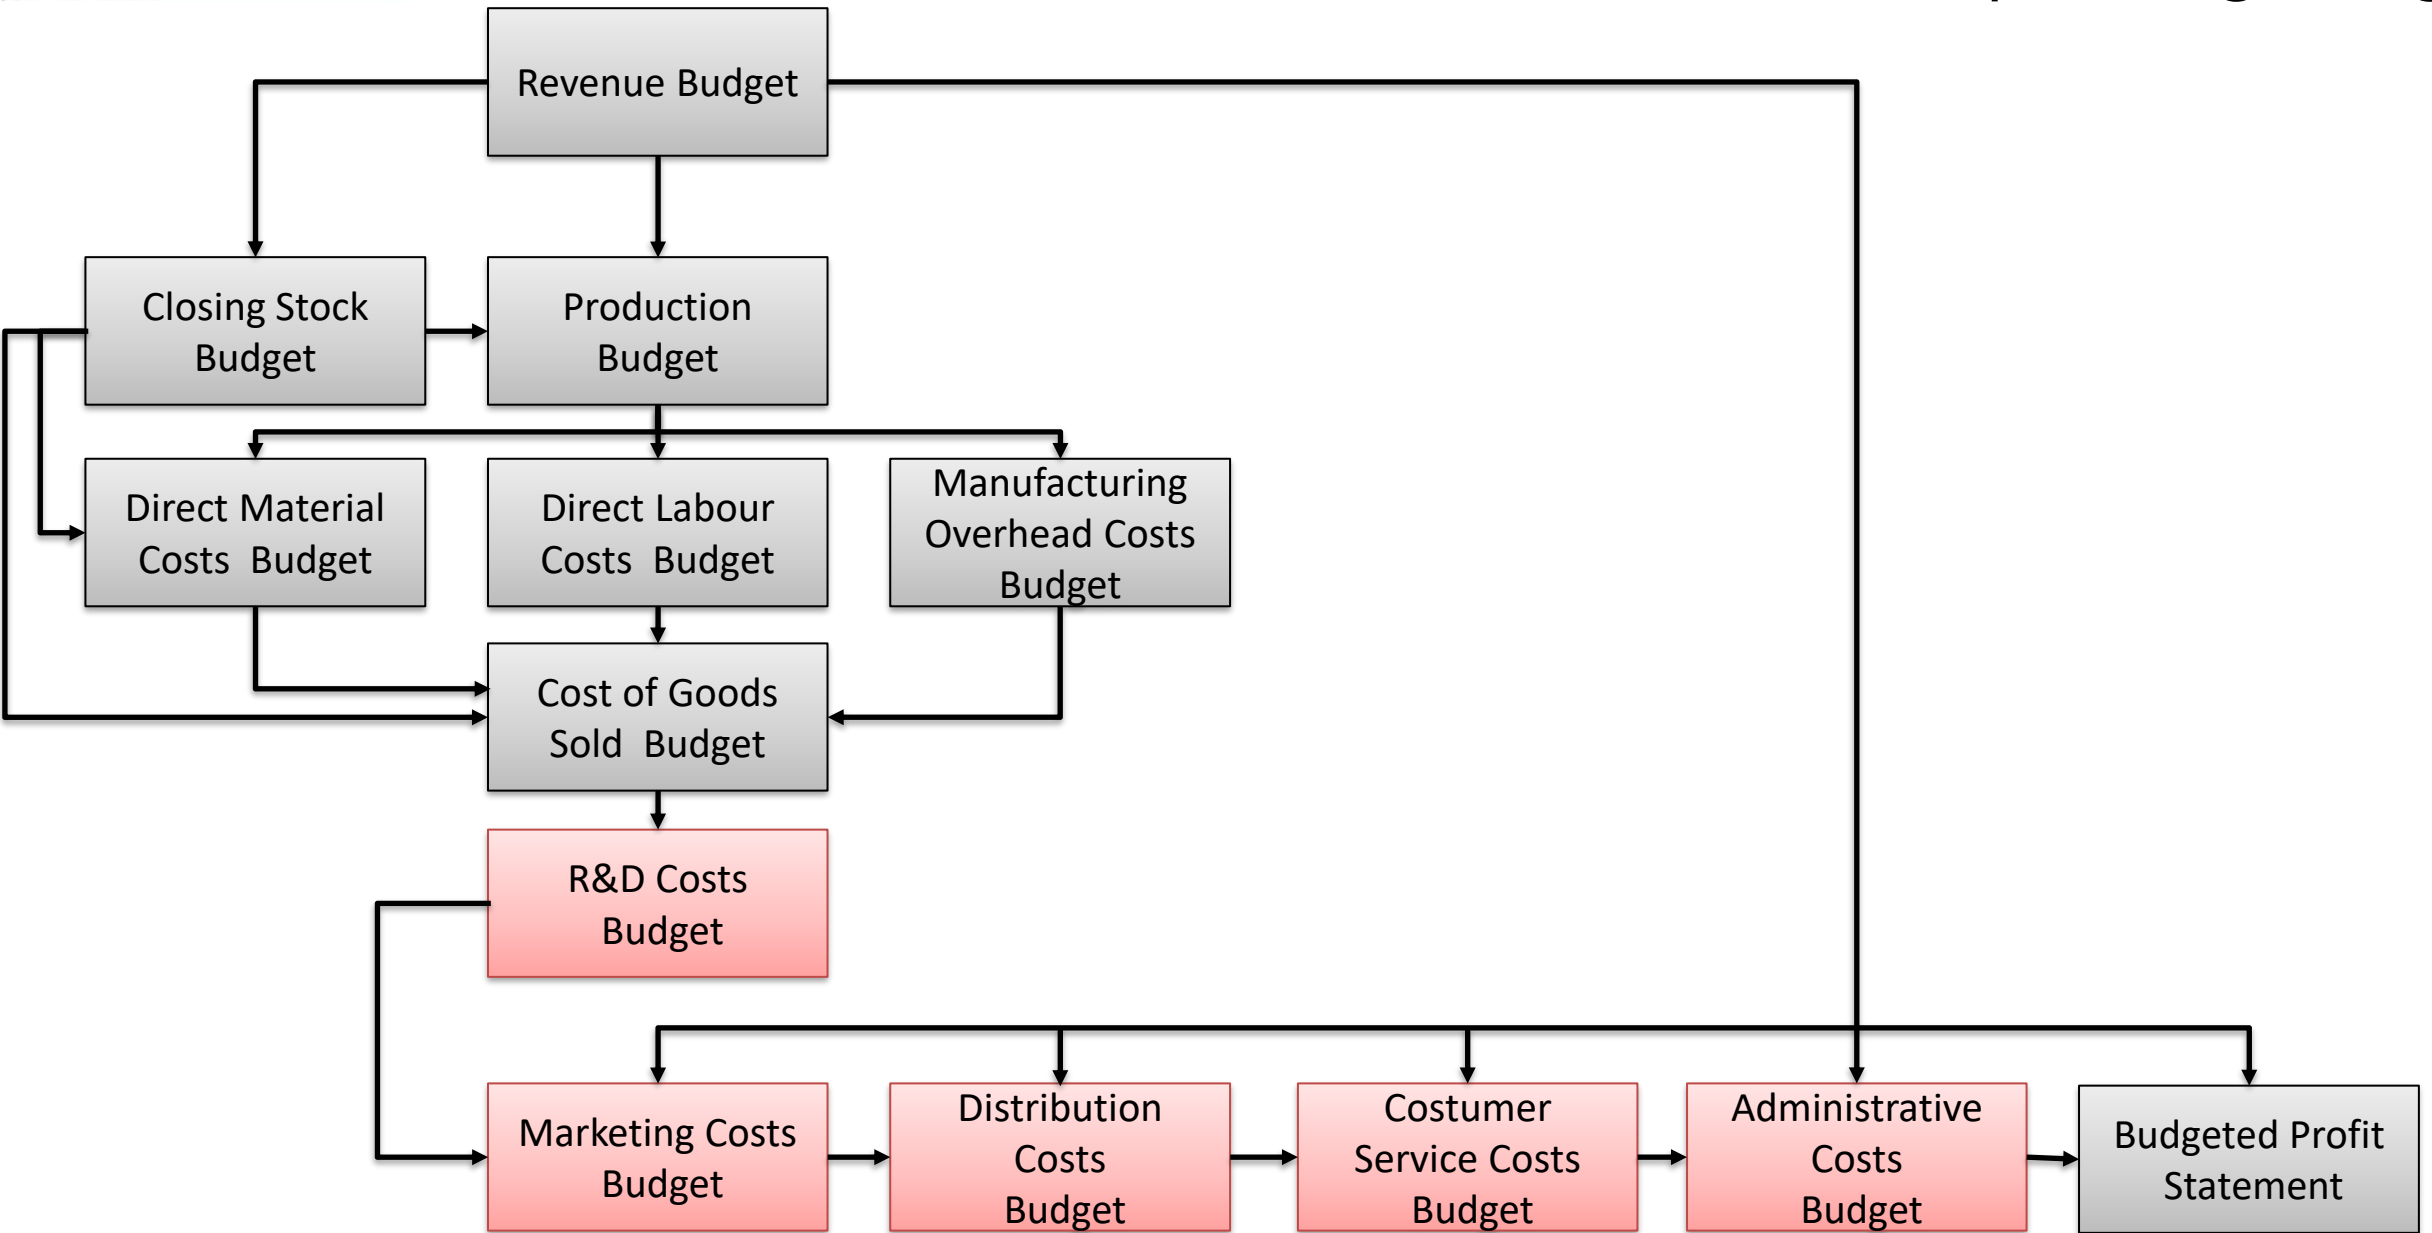 Revenue Budget
Closing Stock
Budget
Production
Budget
Direct Material
Costs  Budget
Direct Labour
Costs  Budget
Manufacturing
Overhead Costs
Budget
Cost of Goods
Sold  Budget
R&D Costs
Budget
Marketing Costs
Budget
Distribution
Costs
Budget
Costumer
Service Costs
Budget
Administrative
Costs
Budget
Budgeted Profit
Statement